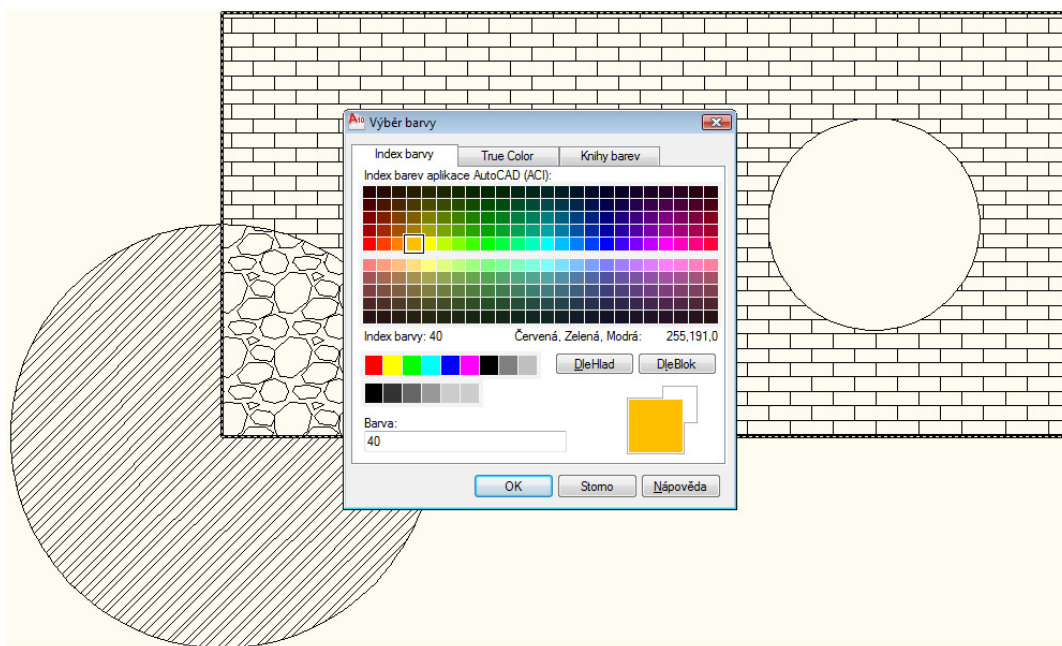 Výběr barvy
Index barvy
True Color
Knihy barev
Index barev aplikace AutoCAD (ACI):
Index barvy: 40
Červená, Zelená, Modrá: 255,191,0
DleHlad
DleBlok
Barva:
40
OK
Storno
Nápověda